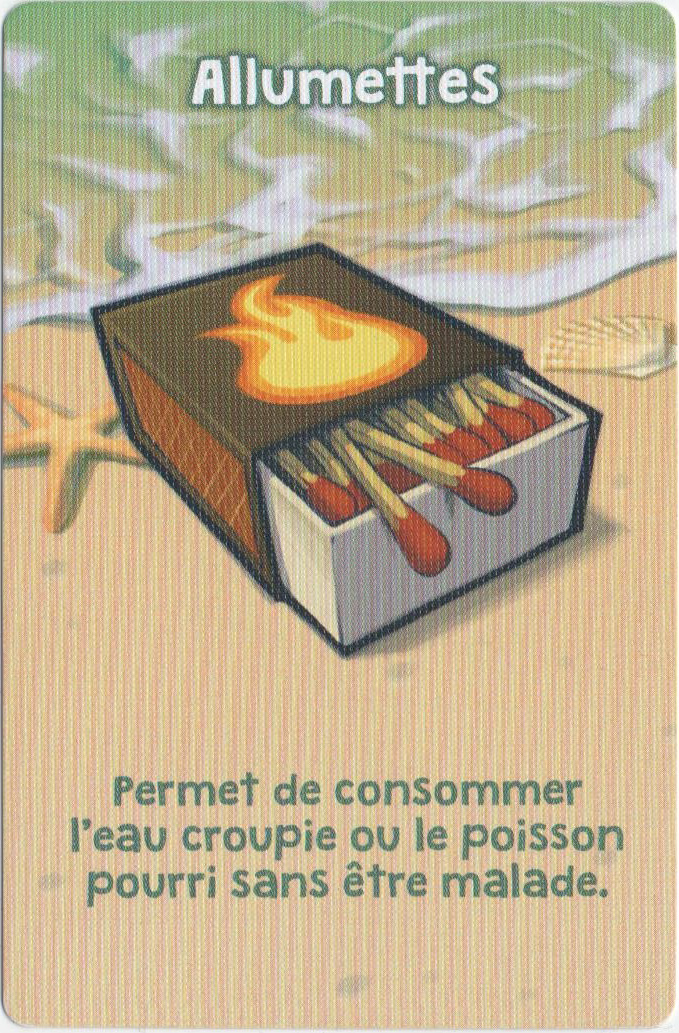 Allumettes
Permet de consommer
l'eau croupie ou le poisson
pourri sans être malade.